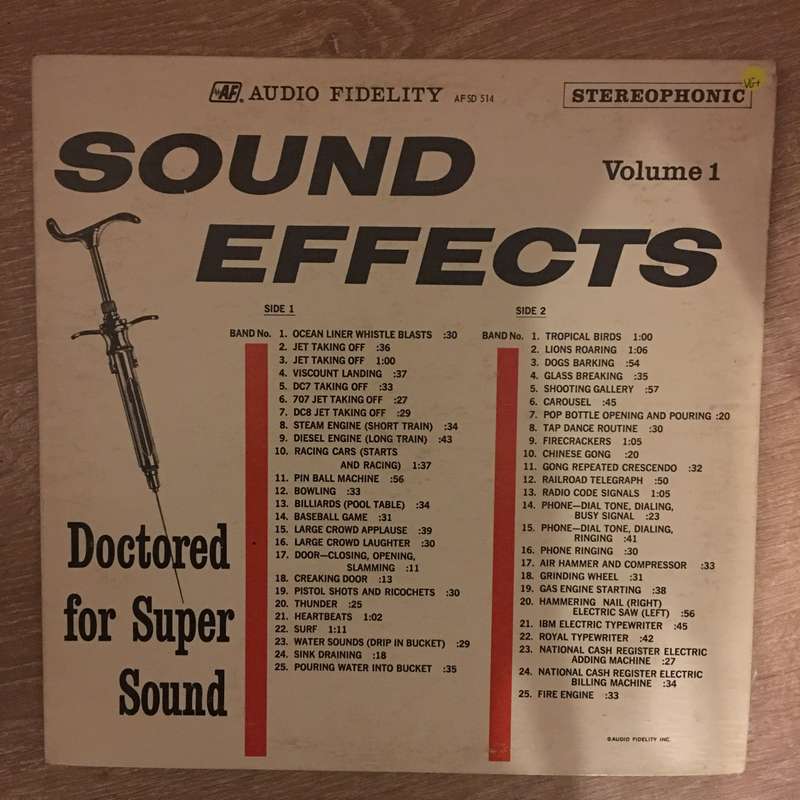 AF AUDIO FIDELITY AFSD 514
STEREOPHONIC
VG+
SOUND
Volume 1
EFFECTS
SIDE 1
BAND No. 1. OCEAN LINER WHISTLE BLASTS :30
2. JET TAKING OFF :36
3. JET TAKING OFF 1:00
4. VISCOUNT LANDING :37
5. DC7 TAKING OFF :33
6. 707 JET TAKING OFF :27
7. DC8 JET TAKING OFF :29
8. STEAM ENGINE (SHORT TRAIN) :34
9. DIESEL ENGINE (LONG TRAIN) :43
10. RACING CARS (STARTS
AND RACING) 1:37
11. PIN BALL MACHINE :56
12. BOWLING :33
13. BILLIARDS (POOL TABLE) :34
14. BASEBALL GAME :31
15. LARGE CROWD APPLAUSE :39
16. LARGE CROWD LAUGHTER :30
17. DOOR—CLOSING, OPENING,
SLAMMING :11
18. CREAKING DOOR :13
19. PISTOL SHOTS AND RICOCHETS :30
20. THUNDER :25
21. HEARTBEATS 1:02
22. SURF 1:11
23. WATER SOUNDS (DRIP IN BUCKET) :29
24. SINK DRAINING :18
25. POURING WATER INTO BUCKET :35
SIDE 2
BAND No. 1. TROPICAL BIRDS 1:00
2. LIONS ROARING 1:06
3. DOGS BARKING :54
4. GLASS BREAKING :35
5. SHOOTING GALLERY :57
6. CAROUSEL :45
7. POP BOTTLE OPENING AND POURING :20
8. TAP DANCE ROUTINE :30
9. FIRECRACKERS 1:05
10. CHINESE GONG :20
11. GONG REPEATED CRESCENDO :32
12. RAILROAD TELEGRAPH :50
13. RADIO CODE SIGNALS 1:05
14. PHONE—DIAL TONE, DIALING,
BUSY SIGNAL :23
15. PHONE—DIAL TONE, DIALING,
RINGING :41
16. PHONE RINGING :30
17. AIR HAMMER AND COMPRESSOR :33
18. GRINDING WHEEL :31
19. GAS ENGINE STARTING :38
20. HAMMERING NAIL (RIGHT)
ELECTRIC SAW (LEFT) :56
21. IBM ELECTRIC TYPEWRITER :45
22. ROYAL TYPEWRITER :42
23. NATIONAL CASH REGISTER ELECTRIC
ADDING MACHINE :27
24. NATIONAL CASH REGISTER ELECTRIC
BILLING MACHINE :34
25. FIRE ENGINE :33
Doctored
for Super
Sound
©AUDIO FIDELITY INC.